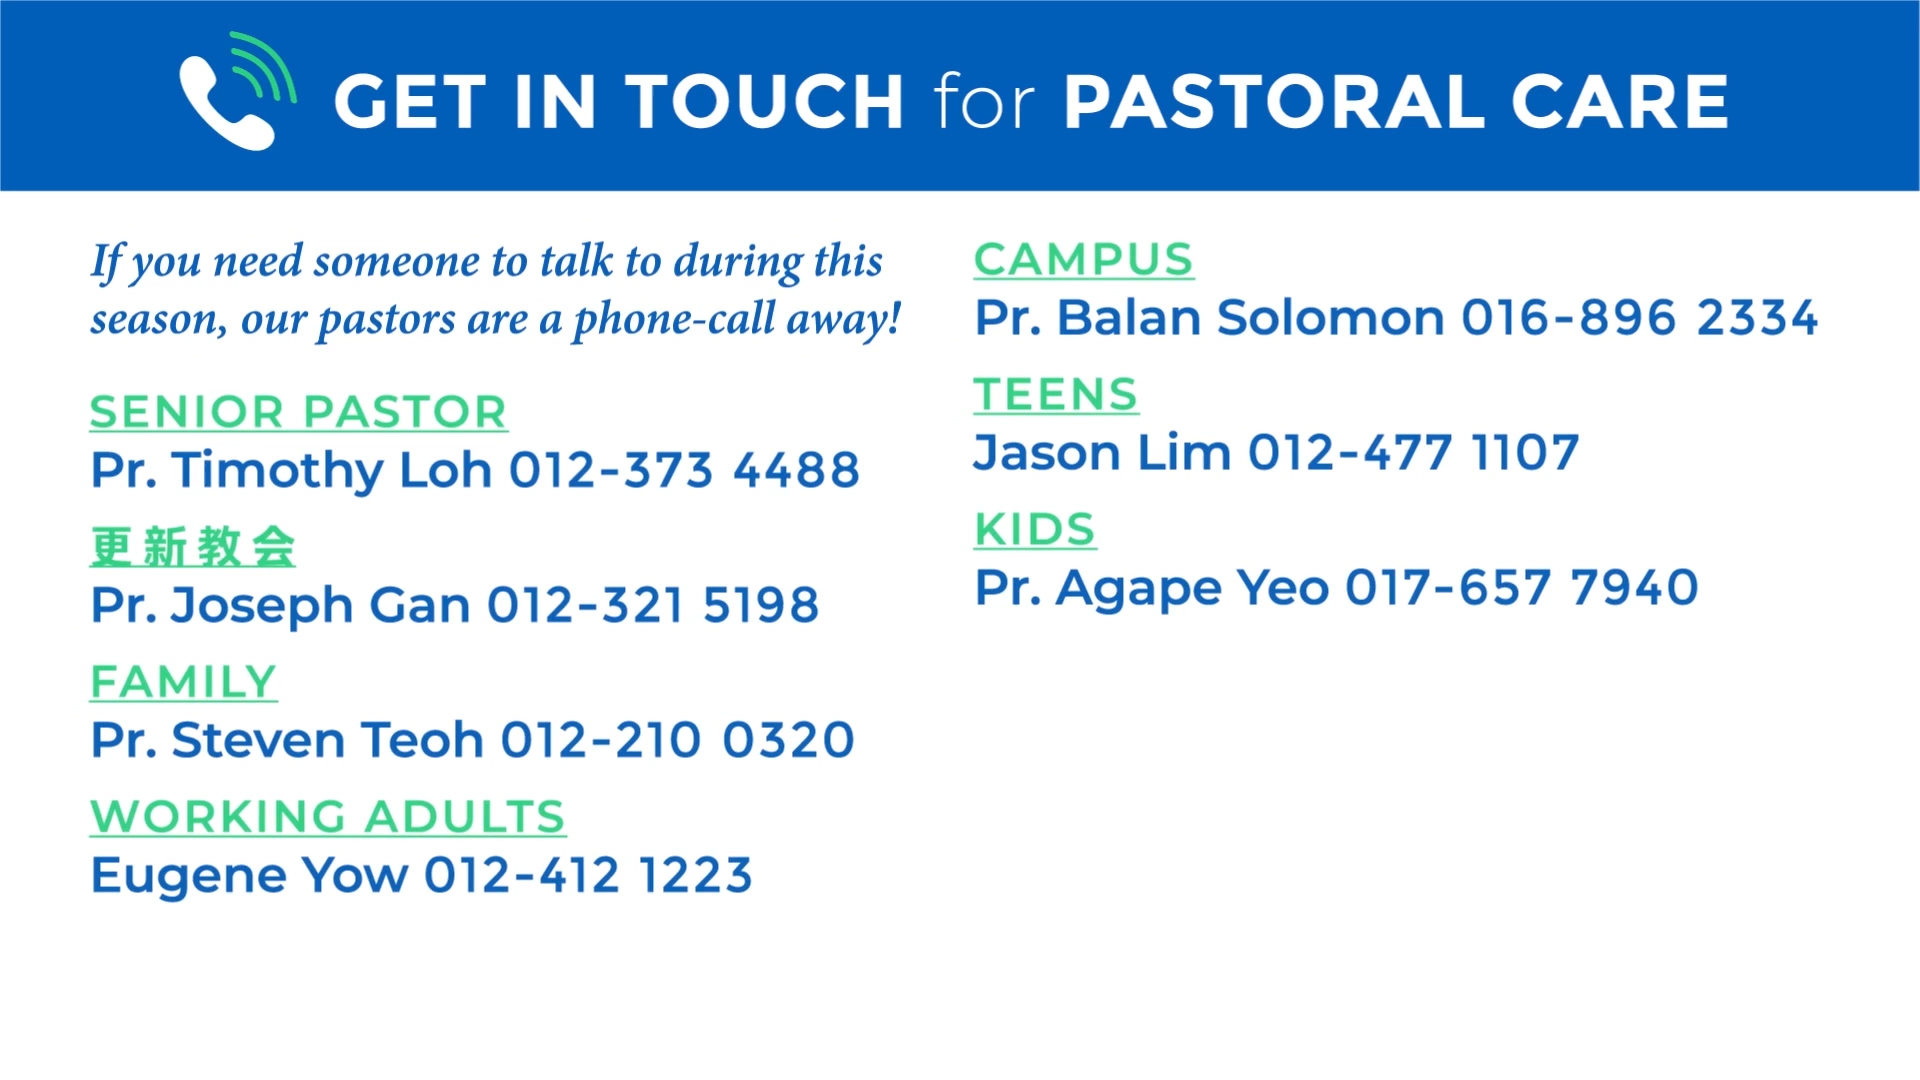 GET IN TOUCH for PASTORAL CARE
If you need someone to talk to during this
season, our pastors are a phone-call away!
SENIOR PASTOR
Pr. Timothy Loh 012-373 4488
更新教会
Pr. Joseph Gan 012-321 5198
FAMILY
Pr. Steven Teoh 012-210 0320
WORKING ADULTS
Eugene Yow 012-412 1223
CAMPUS
Pr. Balan Solomon 016-896 2334
TEENS
Jason Lim 012-477 1107
KIDS
Pr. Agape Yeo 017-657 7940